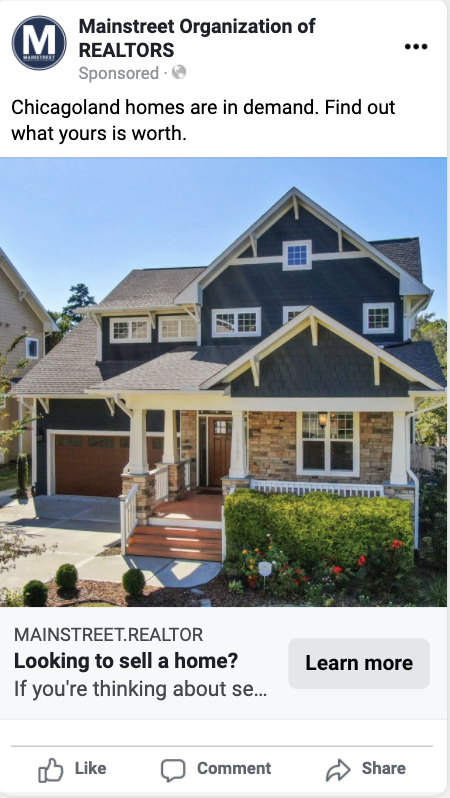 M
MAINSTREET
Mainstreet Organization of
REALTORS
Sponsored ·
Chicagoland homes are in demand. Find out
what yours is worth.
MAINSTREET.REALTOR
Looking to sell a home?
If you're thinking about se...
Learn more
Like
Comment
Share